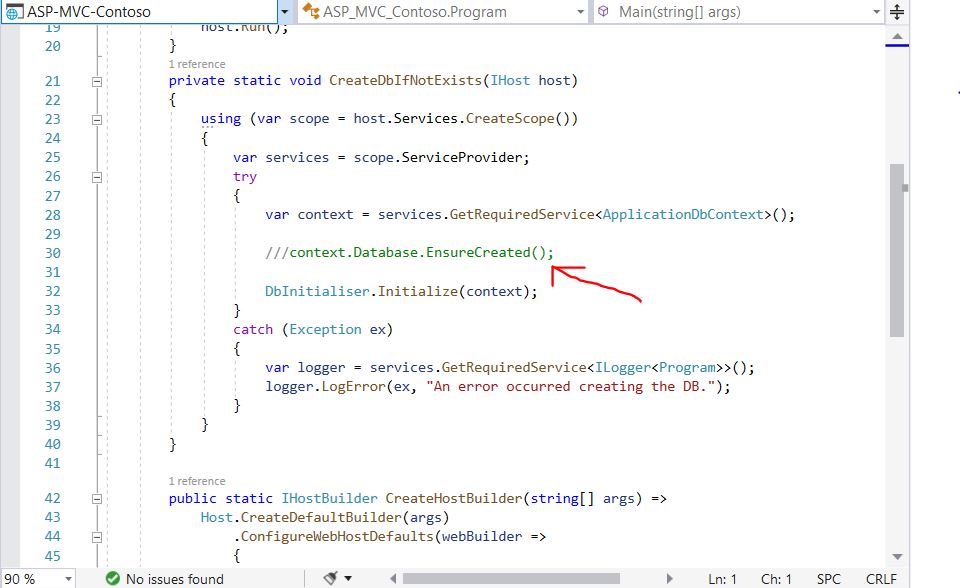 ASP-MVC-Contoso ASP_MVC_Contoso.Program Main(string[] args)
19 host.Run();
20 }
1 reference
21 private static void CreateDbIfNotExists(IHost host)
22 {
23 using (var scope = host.Services.CreateScope())
24 {
25 var services = scope.ServiceProvider;
26 try
27 {
28 var context = services.GetRequiredService<ApplicationDbContext>();
29
30 ///context.Database.EnsureCreated();
31
32 DbInitialiser.Initialize(context);
33 }
34 catch (Exception ex)
35 {
36 var logger = services.GetRequiredService<ILogger<Program>>();
37 logger.LogError(ex, "An error occurred creating the DB.");
38 }
39 }
40 }
41
1 reference
42 public static IHostBuilder CreateHostBuilder(string[] args) =>
43 Host.CreateDefaultBuilder(args)
44 .ConfigureWebHostDefaults(webBuilder =>
45 {
90 % No issues found Ln: 1 Ch: 1 SPC CRLF